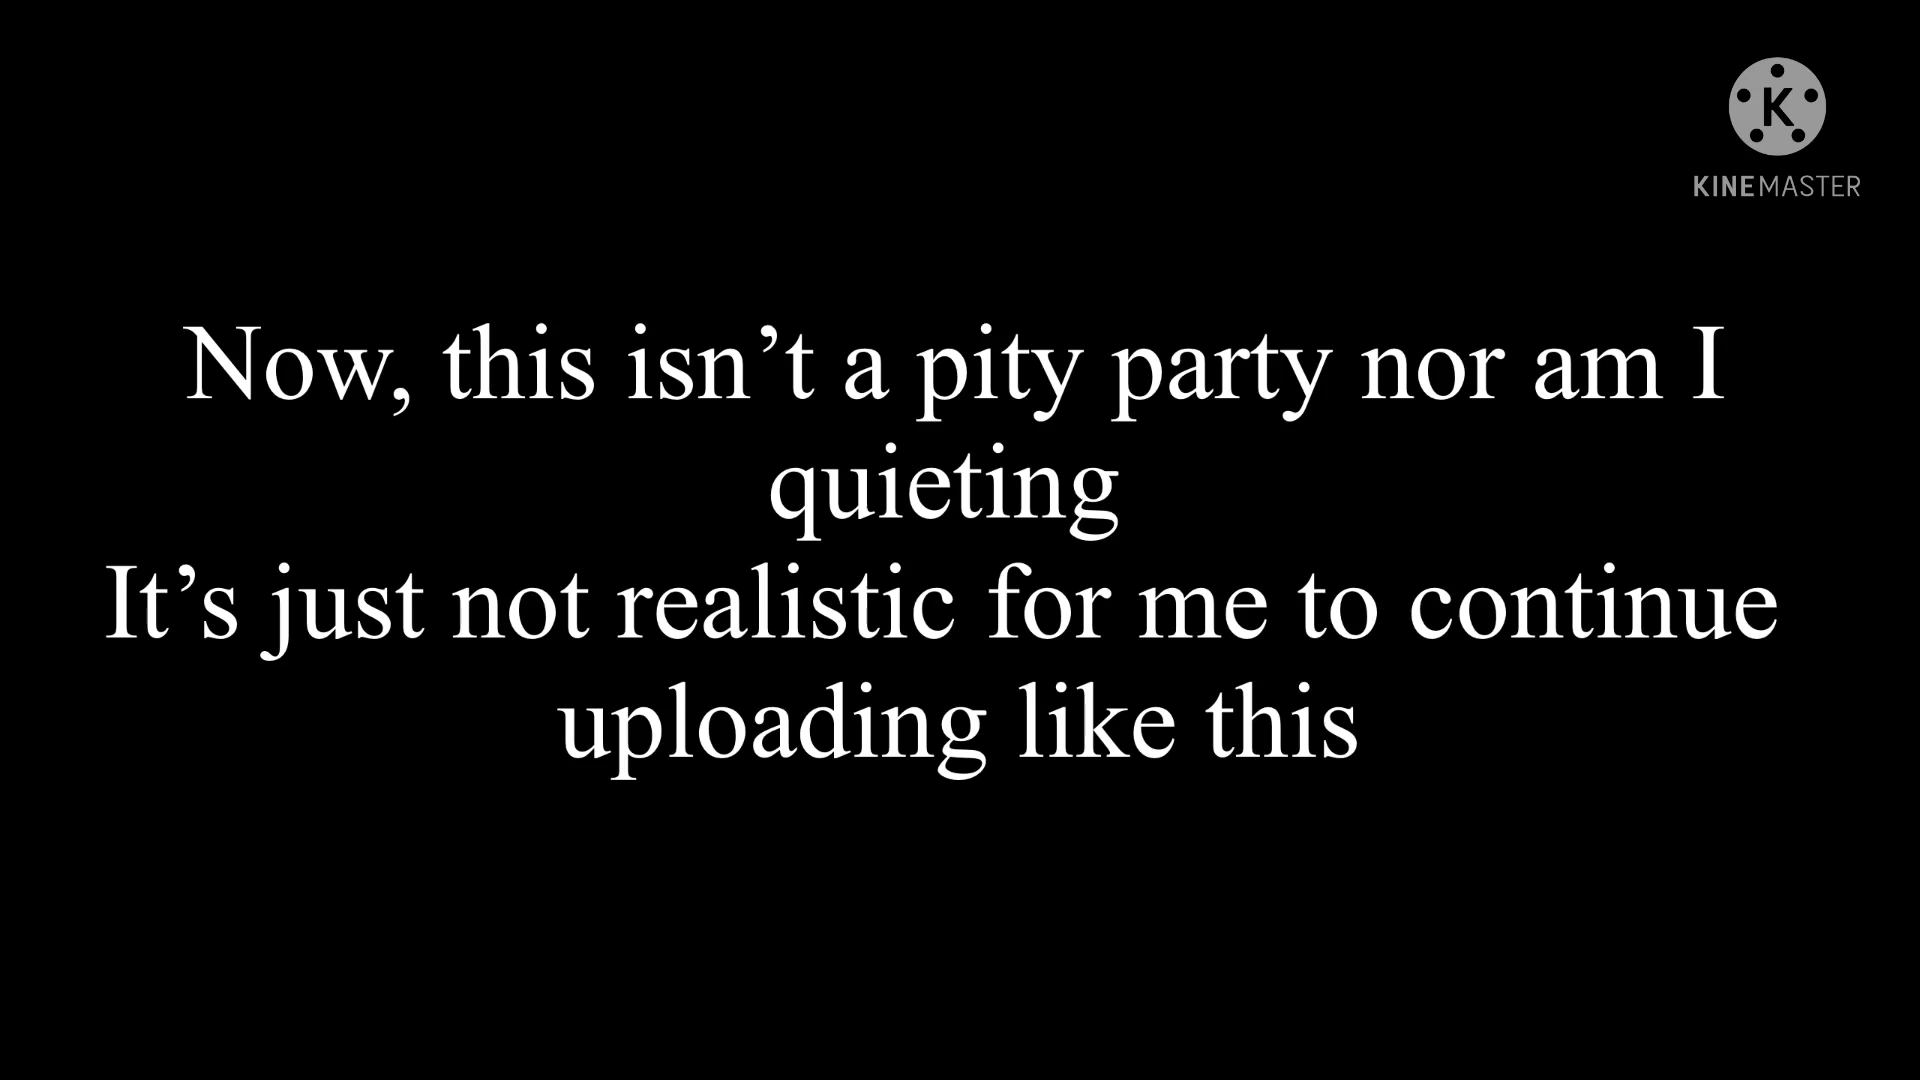 K
KINEMASTER
Now, this isn’t a pity party nor am I
quieting
It’s just not realistic for me to continue
uploading like this